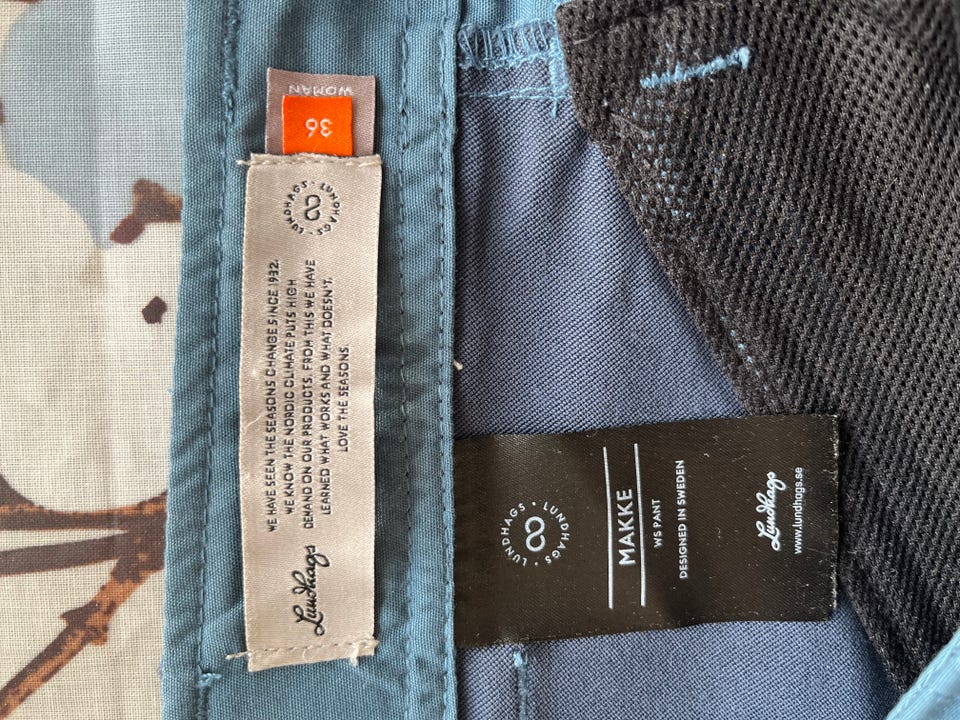 WOMAN
36
LUNDHAGS · LUNDHAGS ·
WE HAVE SEEN THE SEASONS CHANGE SINCE 1932.
WE KNOW THE NORDIC CLIMATE PUTS HIGH
DEMAND ON OUR PRODUCTS. FROM THIS WE HAVE
LEARNED WHAT WORKS AND WHAT DOESN'T.
LOVE THE SEASONS.
Lundhags
LUNDHAGS · LUNDHAGS ·
MAKKE
WS PANT
DESIGNED IN SWEDEN
Lundhags
www.lundhags.se